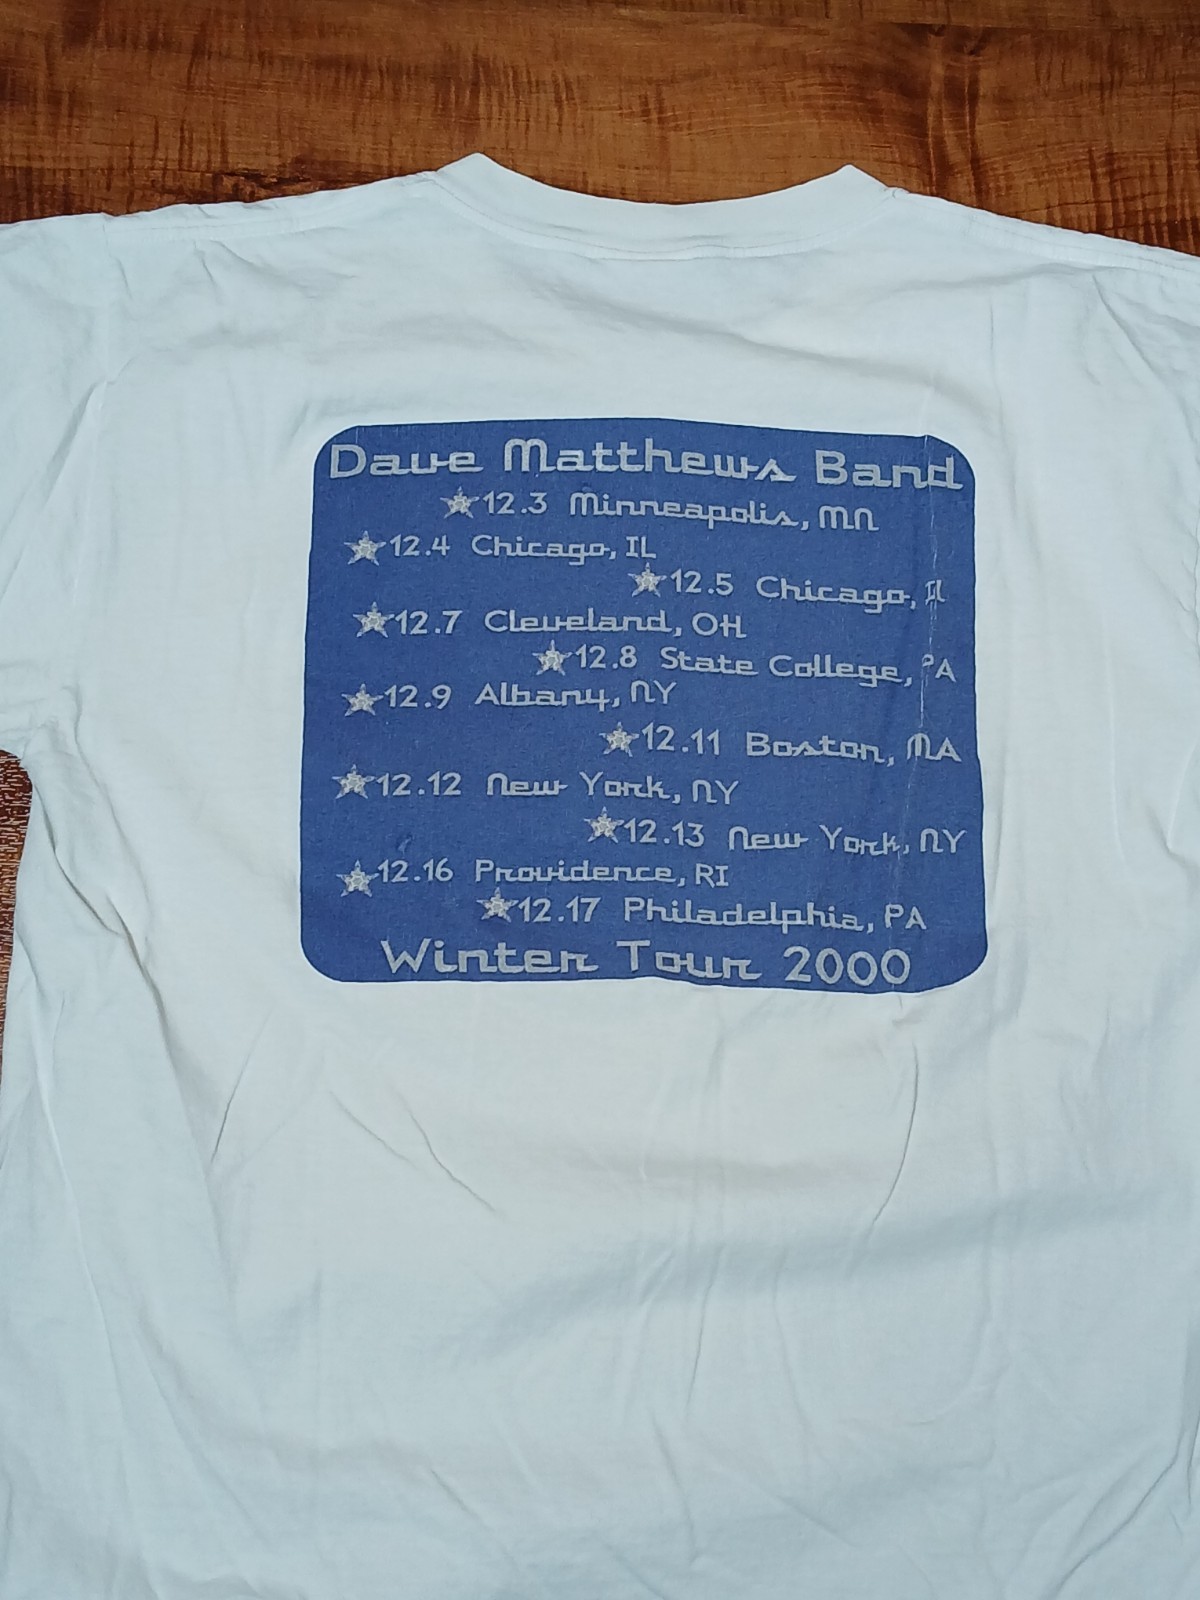 Dave Matthews Band
12.3 Minneapolis, MN
12.4 Chicago, IL
12.5 Chicago, IL
12.7 Cleveland, OH
12.8 State College, PA
12.9 Albany, NY
12.11 Boston, MA
12.12 New York, NY
12.13 New York, NY
12.16 Providence, RI
12.17 Philadelphia, PA
Winter Tour 2000